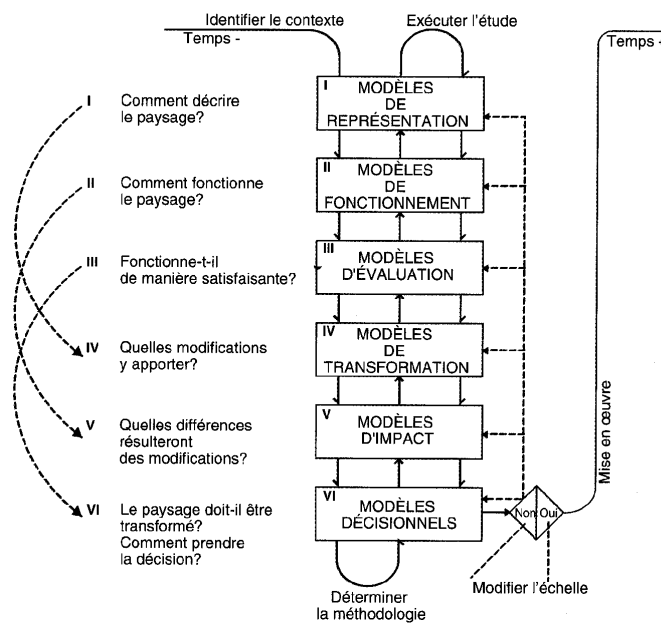 Identifier le contexte
Exécuter l'étude
Temps -
Temps -
I Comment décrire
le paysage?
I MODÈLES
DE
REPRÉSENTATION
II Comment fonctionne
le paysage?
II MODÈLES
DE
FONCTIONNEMENT
III Fonctionne-t-il
de manière satisfaisante?
III MODÈLES
D'ÉVALUATION
IV Quelles modifications
y apporter?
IV MODÈLES
DE
TRANSFORMATION
V Quelles différences
résulteront
des modifications?
V MODÈLES
D'IMPACT
VI Le paysage doit-il être
transformé?
Comment prendre
la décision?
VI MODÈLES
DÉCISIONNELS
Non Oui
Mise en œuvre
Modifier l'échelle
Déterminer
la méthodologie